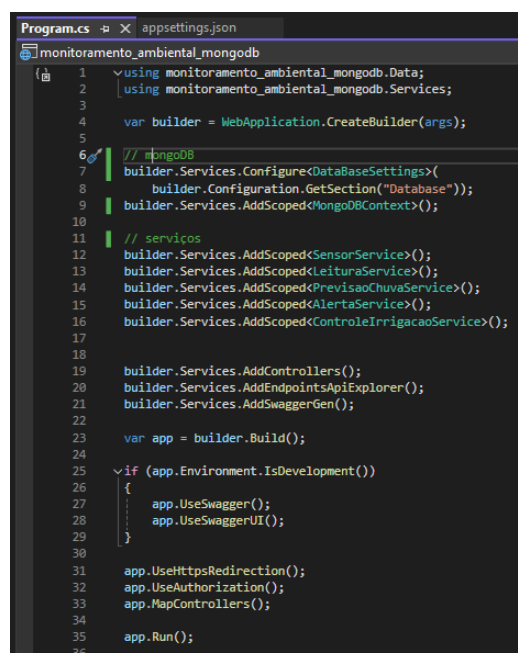 Program.cs appsettings.json
monitoramento_ambiental_mongodb
1 using monitoramento_ambiental_mongodb.Data;
2 using monitoramento_ambiental_mongodb.Services;
3
4 var builder = WebApplication.CreateBuilder(args);
5
6 // mongoDB
7 builder.Services.Configure<DataBaseSettings>(
8 builder.Configuration.GetSection("Database"));
9 builder.Services.AddScoped<MongoDBContext>();
10
11 // serviços
12 builder.Services.AddScoped<SensorService>();
13 builder.Services.AddScoped<LeituraService>();
14 builder.Services.AddScoped<PrevisaoChuvaService>();
15 builder.Services.AddScoped<AlertaService>();
16 builder.Services.AddScoped<ControleIrrigacaoService>();
17
18
19 builder.Services.AddControllers();
20 builder.Services.AddEndpointsApiExplorer();
21 builder.Services.AddSwaggerGen();
22
23 var app = builder.Build();
24
25 if (app.Environment.IsDevelopment())
26 {
27 app.UseSwagger();
28 app.UseSwaggerUI();
29 }
30
31 app.UseHttpsRedirection();
32 app.UseAuthorization();
33 app.MapControllers();
34
35 app.Run();
36